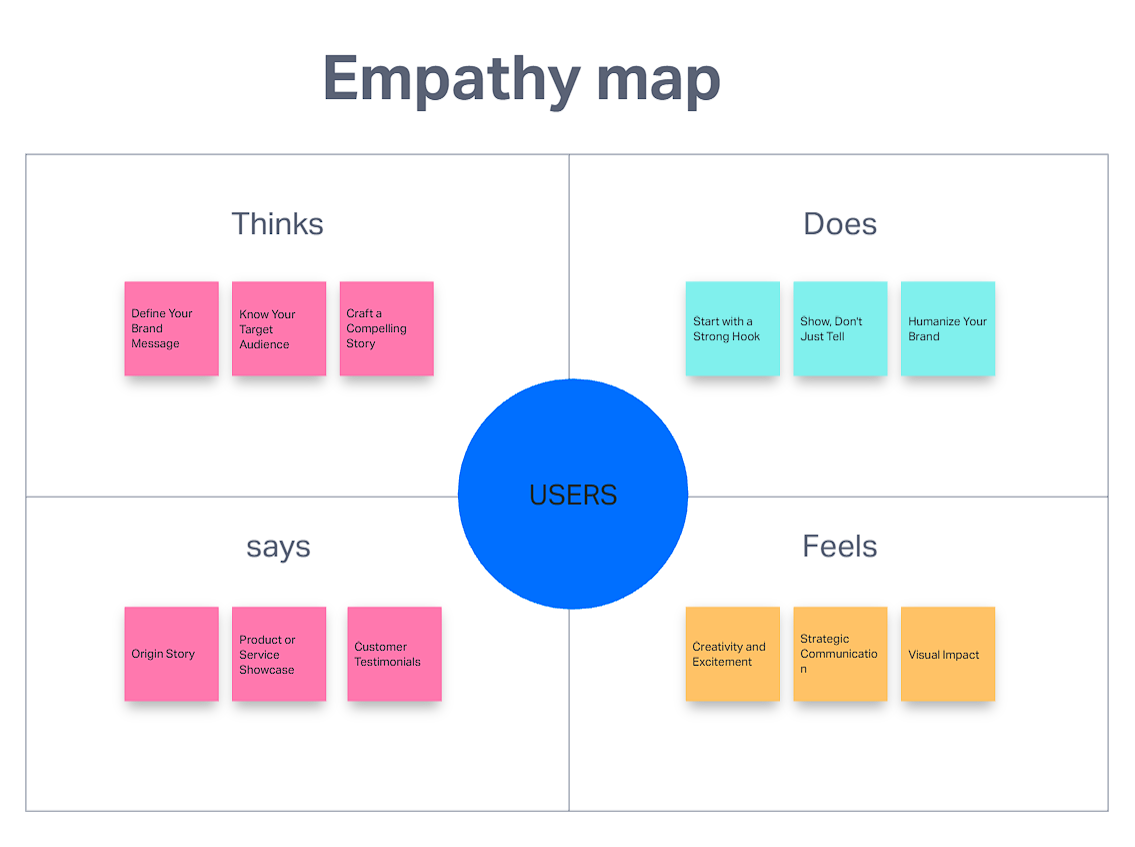 Empathy map
Thinks
Define Your
Brand
Message
Know Your
Target
Audience
Craft a
Compelling
Story
Does
Start with a
Strong Hook
Show, Don't
Just Tell
Humanize Your
Brand
USERS
says
Origin Story
Product or
Service
Showcase
Customer
Testimonials
Feels
Creativity and
Excitement
Strategic
Communicatio
n
Visual Impact